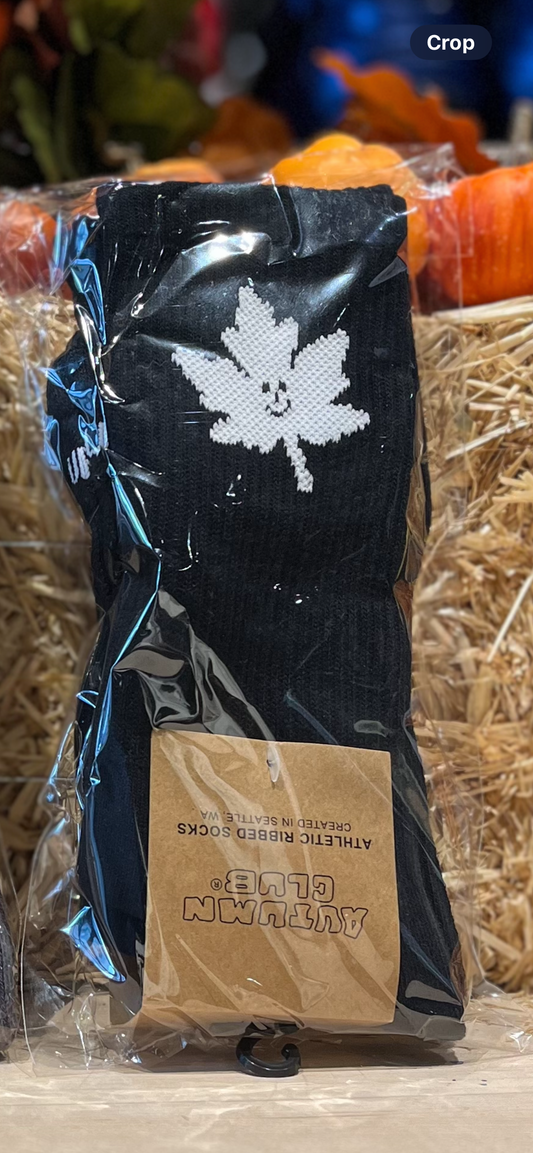 Crop
AUTUMN
CLUB®
ATHLETIC RIBBED SOCKS
CREATED IN SEATTLE, WA